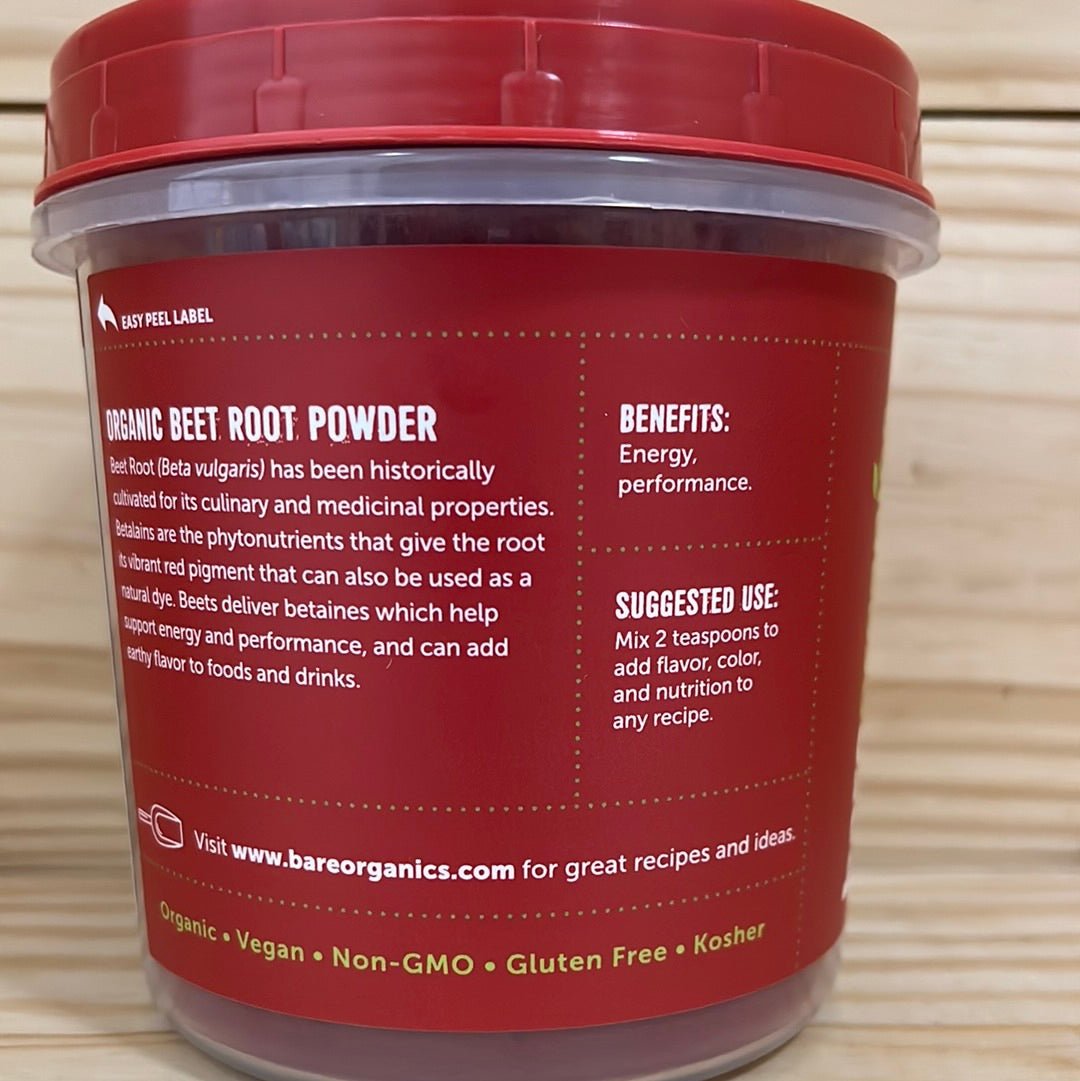 EASY PEEL LABEL
ORGANIC BEET ROOT POWDER
Beet Root (Beta vulgaris) has been historically
cultivated for its culinary and medicinal properties.
Betalains are the phytonutrients that give the root
its vibrant red pigment that can also be used as a
natural dye. Beets deliver betaines which help
support energy and performance, and can add
earthy flavor to foods and drinks.
BENEFITS:
Energy,
performance.
SUGGESTED USE:
Mix 2 teaspoons to
add flavor, color,
and nutrition to
any recipe.
Visit www.bareorganics.com for great recipes and ideas.
Organic • Vegan • Non-GMO • Gluten Free • Kosher